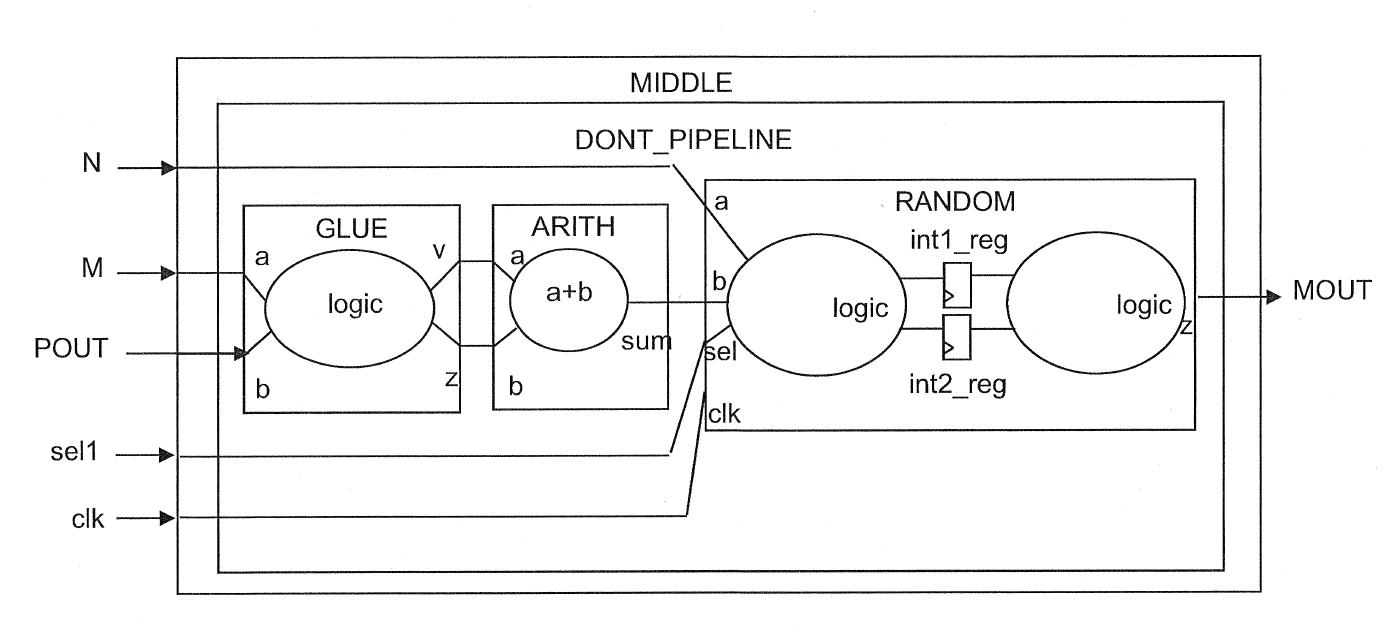 MIDDLE
DONT_PIPELINE
N
M
POUT
sel1
clk
GLUE
a
b
logic
v
z
ARITH
a
b
a+b
sum
RANDOM
a
b
sel
clk
logic
int1_reg
int2_reg
logic
z
MOUT